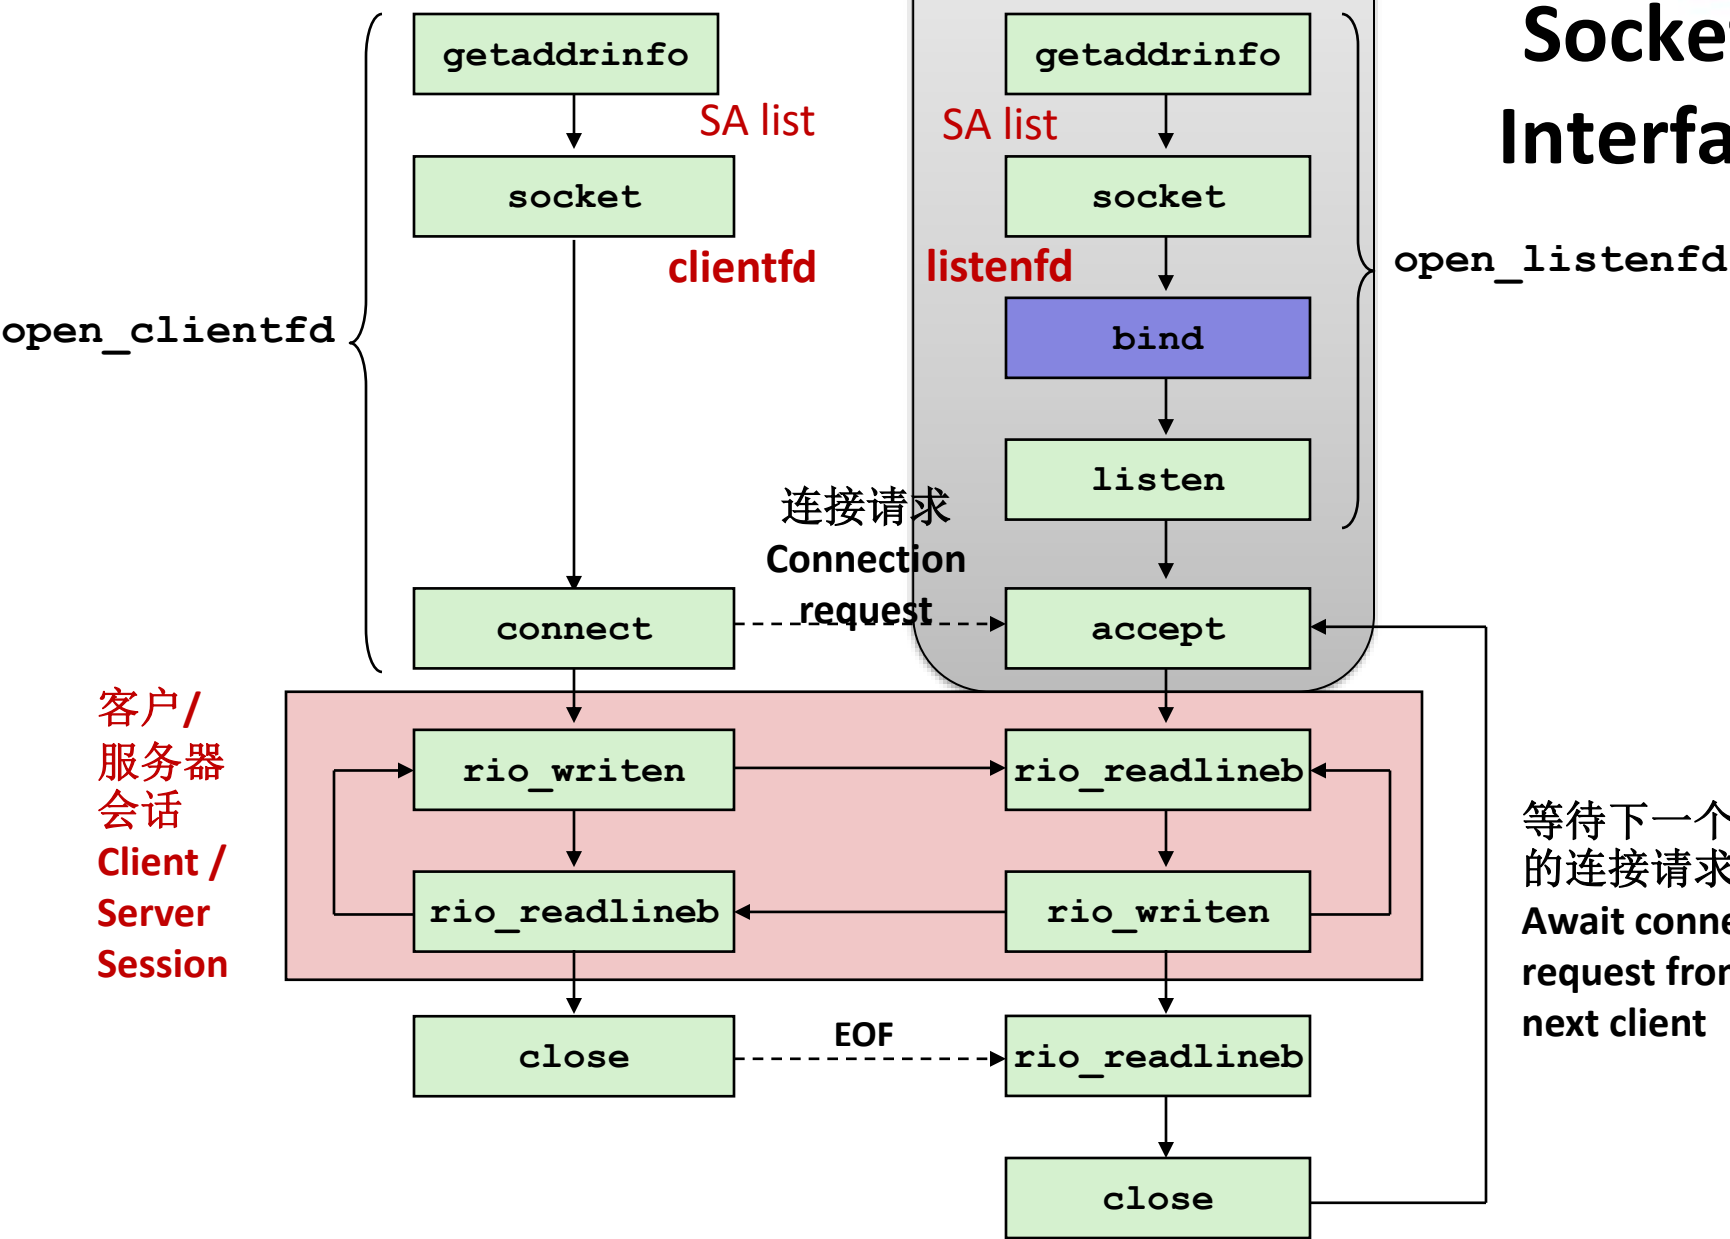 Socket
Interfa
getaddrinfo
getaddrinfo
SA list
SA list
socket
socket
clientfd
listenfd
open_listenfd
open_clientfd
bind
listen
连接请求
Connection
request
connect
accept
客户/
服务器
会话
Client /
Server
Session
rio_writen
rio_readlineb
rio_readlineb
rio_writen
等待下一个
的连接请求
Await conne
request from
next client
close
EOF
rio_readlineb
close